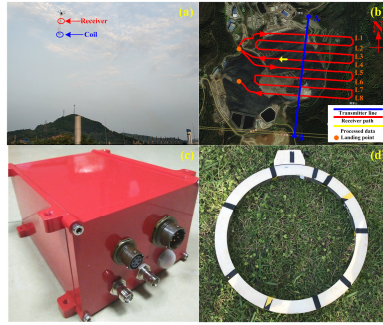 (a)
Receiver
Coil
(b)
A
N
L1
L2
L3
L4
L5
L6
L7
L8
B
Transmitter line
Receiver path
Processed data
Landing point
(c)
(d)